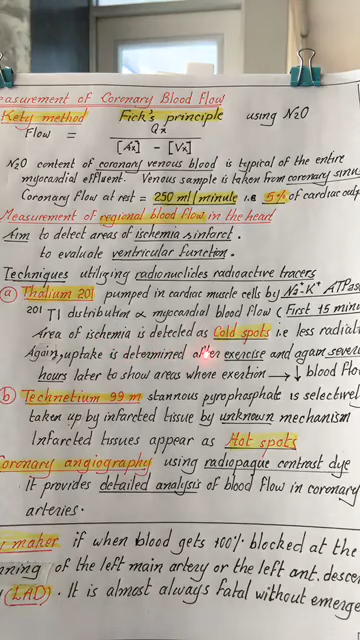 easurement of Coronary Blood Flow
Kety method Fick's principle using N2O
Flow = Qx
[Ax] - [Vx]
N2O content of coronary venous blood is typical of the entire
myocardial effluent. Venous sample is taken from coronary sinu
Coronary flow at rest = 250 ml/minute i.e 5% of cardiac outp
Measurement of regional blood flow in the head
Aim to detect areas of ischemia & infarct.
to evaluate ventricular function.
Techniques utilizing radionuclides radioactive tracers
(a) Thalium 201 pumped in cardiac muscle cells by Na+-K+ ATPase
201 Tl distribution ∝ myocardial blood flow (First 15 minu
Area of ischemia is detected as Cold spots i.e less radiat
Again, uptake is determined after exercise and again severa
hours later to show areas where exertion → ↓ blood flow
(b) Technetium 99 m stannous pyrophosphate is selectivel
taken up by infarcted tissue by unknown mechanism
Infarcted tissues appear as Hot spots
Coronary angiography using radiopaque contrast dye
It provides detailed analysis of blood flow in coronary
arteries.
maker if when blood gets 100% blocked at the
nning of the left main artery or the left ant. descen
(LAD). It is almost always fatal without emerge